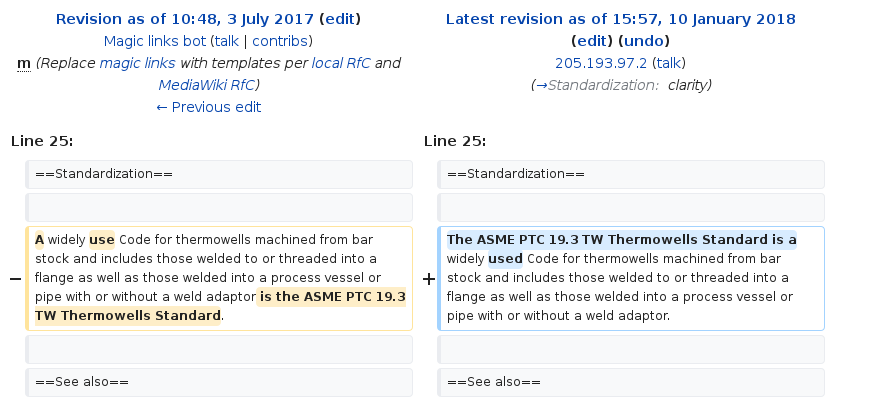 Revision as of 10:48, 3 July 2017 (edit)
Magic links bot (talk | contribs)
m (Replace magic links with templates per local RfC and
MediaWiki RfC)
← Previous edit
Latest revision as of 15:57, 10 January 2018
(edit) (undo)
205.193.97.2 (talk)
(→Standardization: clarity)
Line 25:
Line 25:
==Standardization==
==Standardization==
− A widely use Code for thermowells machined from bar
stock and includes those welded to or threaded into a
flange as well as those welded into a process vessel or
pipe with or without a weld adaptor is the ASME PTC 19.3
TW Thermowells Standard.
+ The ASME PTC 19.3 TW Thermowells Standard is a
widely used Code for thermowells machined from bar
stock and includes those welded to or threaded into a
flange as well as those welded into a process vessel or
pipe with or without a weld adaptor.
==See also==
==See also==